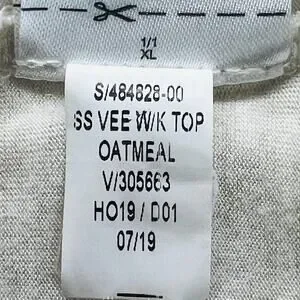 1/1
XL
S/484828-00
SS VEE W/K TOP
OATMEAL
V/305663
HO19 / D01
07/19